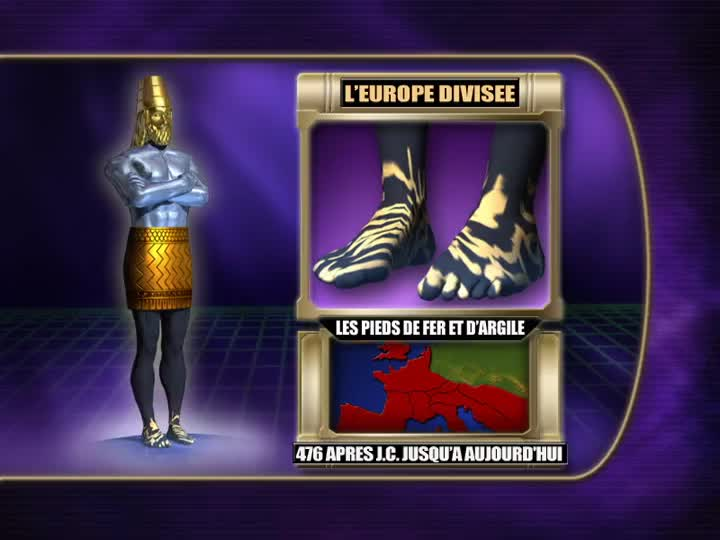 L'EUROPE DIVISEE
LES PIEDS DE FER ET D'ARGILE
476 APRES J.C. JUSQU'A AUJOURD'HUI